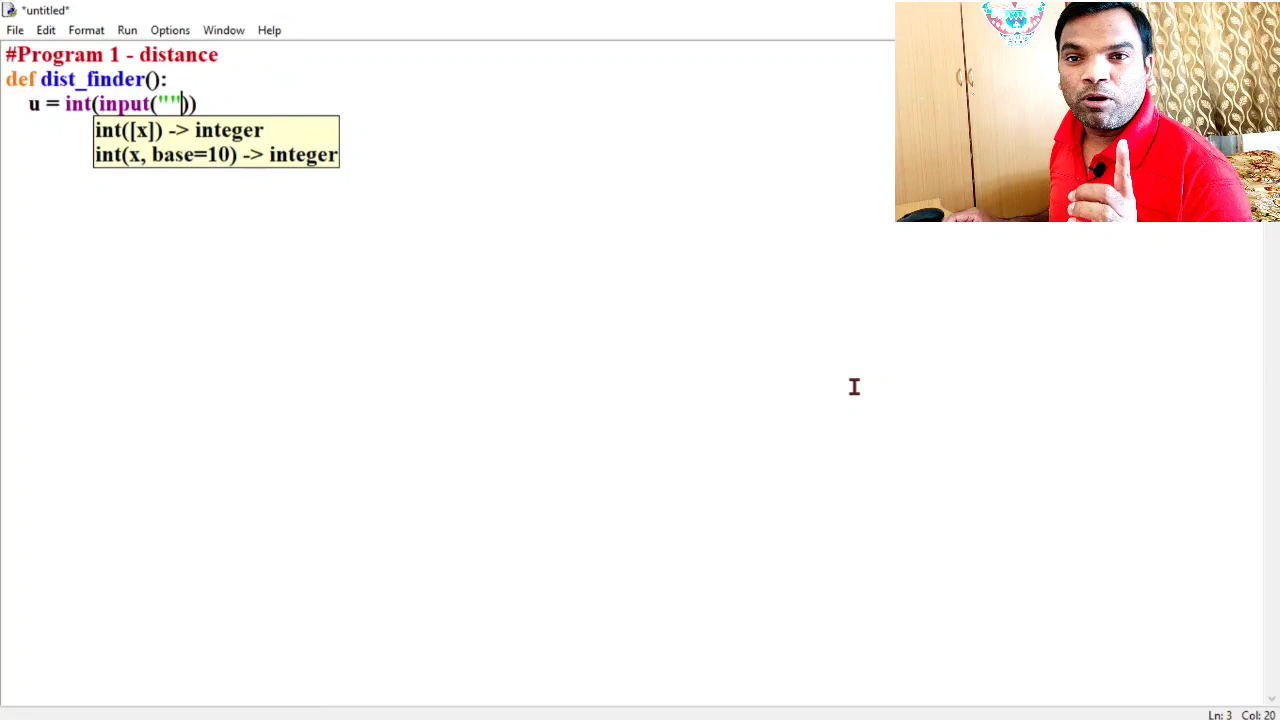 *untitled*
File Edit Format Run Options Window Help
#Program 1 - distance
def dist_finder():
u = int(input(""))
int([x]) -> integer
int(x, base=10) -> integer
Ln: 3 Col: 20